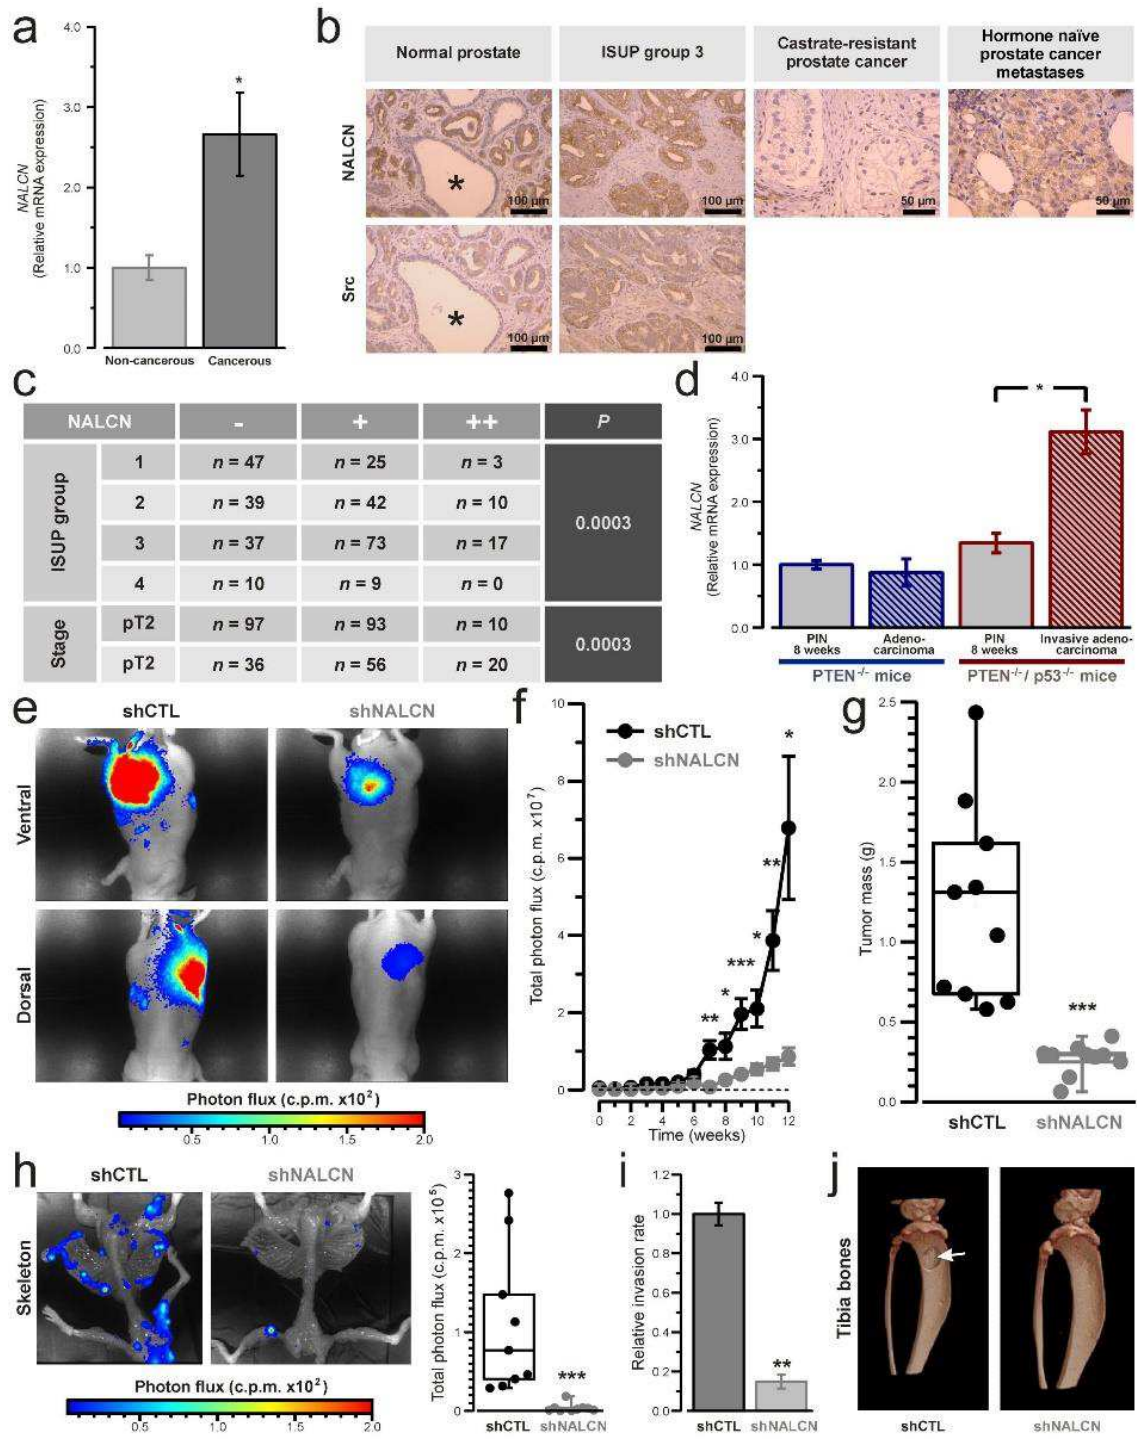 a
NALCN
(Relative mRNA expression)
4.0
3.0
2.0
1.0
0.0
*
Non-cancerous
Cancerous
b
Normal prostate
ISUP group 3
Castrate-resistant
prostate cancer
Hormone naïve
prostate cancer
metastases
NALCN
*
100 µm
100 µm
50 µm
50 µm
Src
*
100 µm
100 µm
c
NALCN - + ++ P
ISUP group
1 n = 47 n = 25 n = 3
2 n = 39 n = 42 n = 10
3 n = 37 n = 73 n = 17
4 n = 10 n = 9 n = 0
0.0003
Stage
pT2 n = 97 n = 93 n = 10
pT2 n = 36 n = 56 n = 20
0.0003
d
NALCN
(Relative mRNA expression)
4.0
3.0
2.0
1.0
0.0
*
PIN
8 weeks
Adeno-
carcinoma
PIN
8 weeks
Invasive adeno-
carcinoma
PTEN-/- mice
PTEN-/-/ p53-/- mice
e
shCTL
shNALCN
Ventral
Dorsal
Photon flux (c.p.m. x10²)
0.5 1.0 1.5 2.0
f
Total photon flux (c.p.m. x10⁷)
10
8
6
4
2
0
shCTL
shNALCN
**
*
***
*
**
*
0 2 4 6 8 10 12
Time (weeks)
g
Tumor mass (g)
2.5
2.0
1.5
1.0
0.5
0.0
***
shCTL
shNALCN
h
shCTL
shNALCN
Skeleton
Photon flux (c.p.m. x10²)
0.5 1.0 1.5 2.0
Total photon flux (c.p.m. x10⁵)
3
2
1
0
***
shCTL
shNALCN
i
Relative invasion rate
1.2
1.0
0.8
0.6
0.4
0.2
0.0
**
shCTL
shNALCN
j
Tibia bones
shCTL
shNALCN